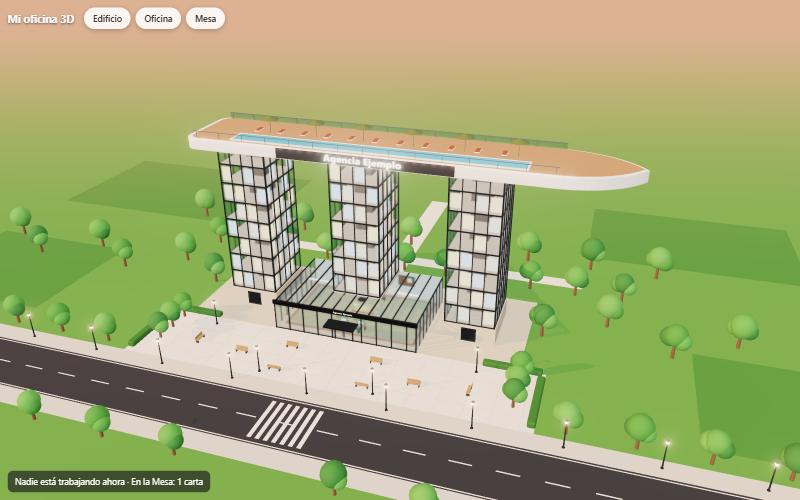 Mi oficina 3D
Edificio
Oficina
Mesa
Agencia Ejemplo
Nadie está trabajando ahora · En la Mesa: 1 carta